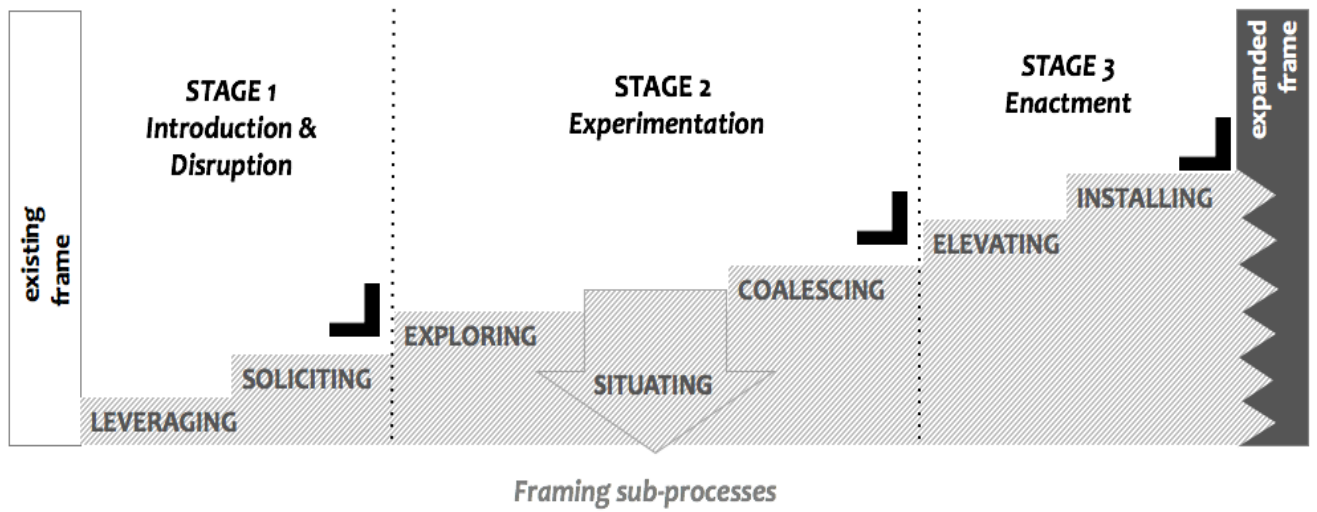 existing
frame
STAGE 1
Introduction &
Disruption
LEVERAGING
SOLICITING
STAGE 2
Experimentation
EXPLORING
SITUATING
COALESCING
STAGE 3
Enactment
ELEVATING
INSTALLING
expanded
frame
Framing sub-processes